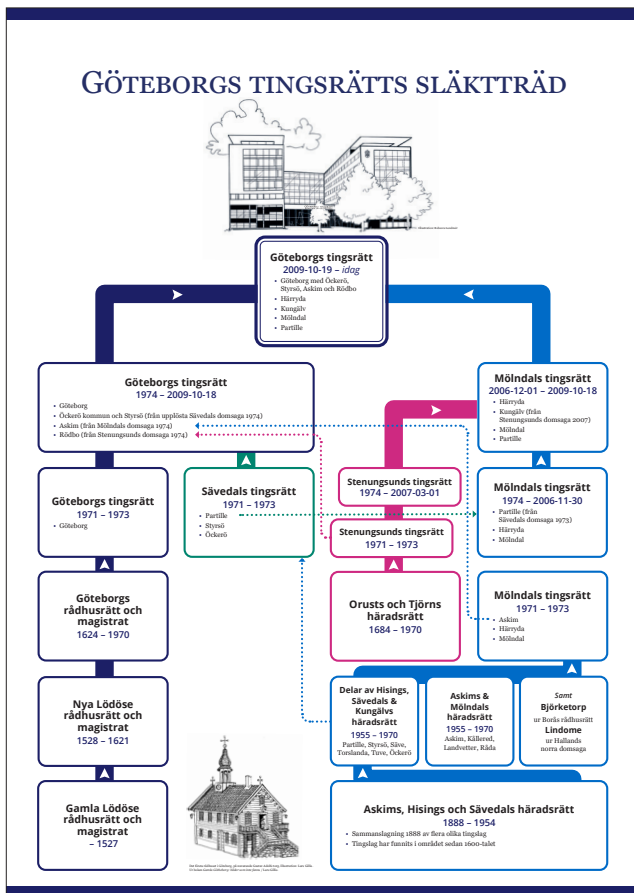 GÖTEBORGS TINGSRÄTTS SLÄKTTRÄD
Göteborgs tingsrätt
2009-10-19 – idag
• Göteborg med Öckerö,
Styrsö, Askim och Rödbo
• Härryda
• Kungälv
• Mölndal
• Partille
Göteborgs tingsrätt
1974 – 2009-10-18
• Göteborg
• Öckerö kommun och Styrsö (från upplösta Sävedals domsaga 1974)
• Askim (från Mölndals domsaga 1974)
• Rödbo (från Stenungsunds domsaga 1974)
Mölndals tingsrätt
2006-12-01 – 2009-10-18
• Härryda
• Kungälv (från
Stenungsunds domsaga 2007)
• Mölndal
• Partille
Göteborgs tingsrätt
1971 – 1973
• Göteborg
Sävedals tingsrätt
1971 – 1973
• Partille
• Styrsö
• Öckerö
Stenungsunds tingsrätt
1974 – 2007-03-01
Stenungsunds tingsrätt
1971 – 1973
Mölndals tingsrätt
1974 – 2006-11-30
• Partille (från
Sävedals domsaga 1973)
• Härryda
• Mölndal
Göteborgs
rådhusrätt och
magistrat
1624 – 1970
Orusts och Tjörns
häradsrätt
1684 – 1970
Mölndals tingsrätt
1971 – 1973
• Askim
• Härryda
• Mölndal
Nya Lödöse
rådhusrätt och
magistrat
1528 – 1621
Delar av Hisings,
Sävedals &
Kungälvs
häradsrätt
1955 – 1970
Partille, Styrsö, Säve,
Torslanda, Tuve, Öckerö
Askims &
Mölndals
häradsrätt
1955 – 1970
Askim, Kållered,
Landvetter, Råda
Samt
Björketorp
ur Borås rådhusrätt
Lindome
ur Hallands
norra domsaga
Gamla Lödöse
rådhusrätt och
magistrat
– 1527
Askims, Hisings och Sävedals häradsrätt
1888 – 1954
• Sammanslagning 1888 av flera olika tingslag
• Tingslag har funnits i området sedan 1600-talet